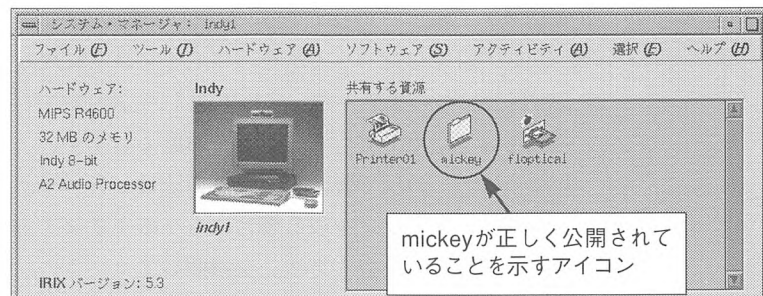 システム・マネージャ: indy1
ファイル(F) ツール(T) ハードウェア(A) ソフトウェア(S) アクティビティ(A) 選択(E) ヘルプ(H)
ハードウェア:
MIPS R4600
32 MB のメモリ
Indy 8-bit
A2 Audio Processor
Indy
indy1
共有する資源
Printer01 mickey floptical
mickeyが正しく公開されて
いることを示すアイコン
IRIX バージョン: 5.3